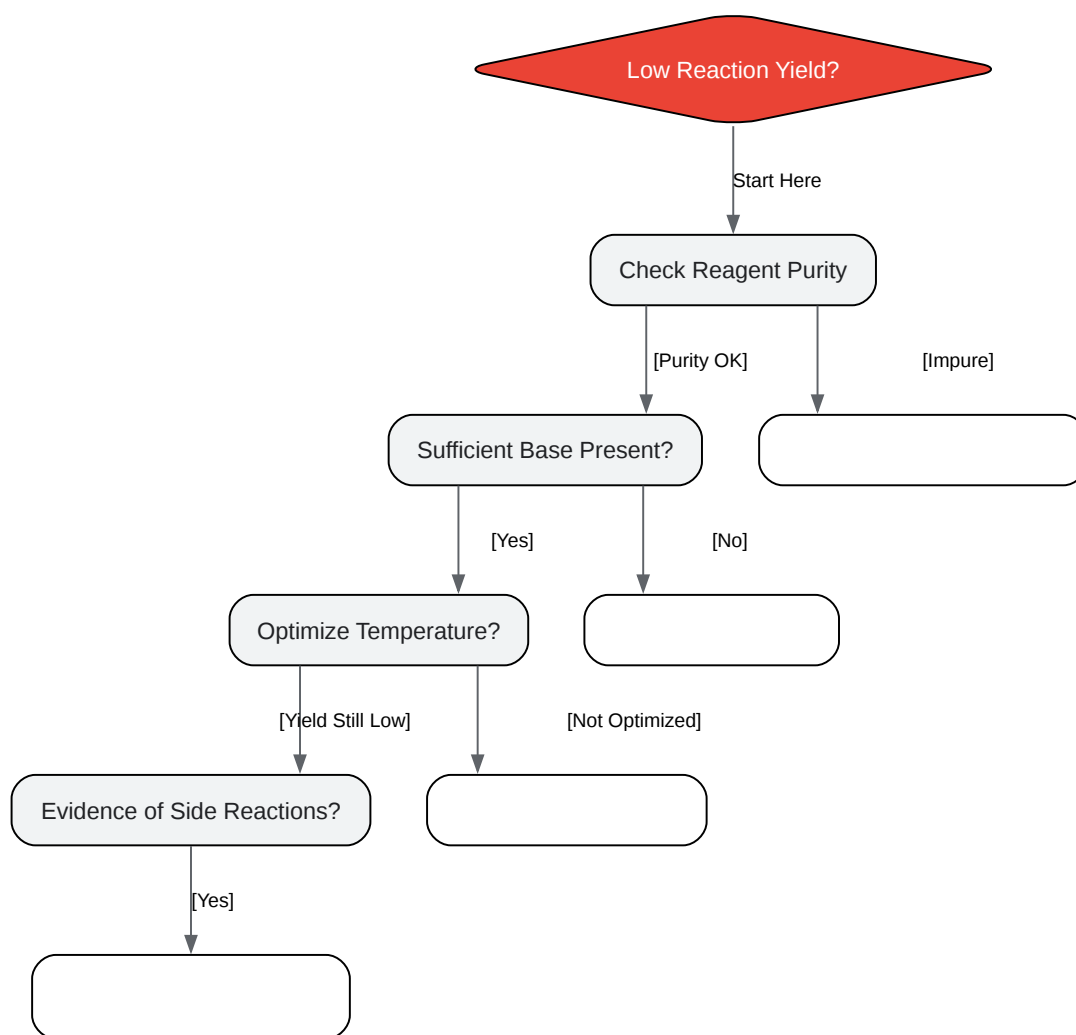 Low Reaction Yield?
Start Here
Check Reagent Purity
[Purity OK]
[Impure]
Sufficient Base Present?
[Yes]
[No]
Optimize Temperature?
[Yield Still Low]
[Not Optimized]
Evidence of Side Reactions?
[Yes]